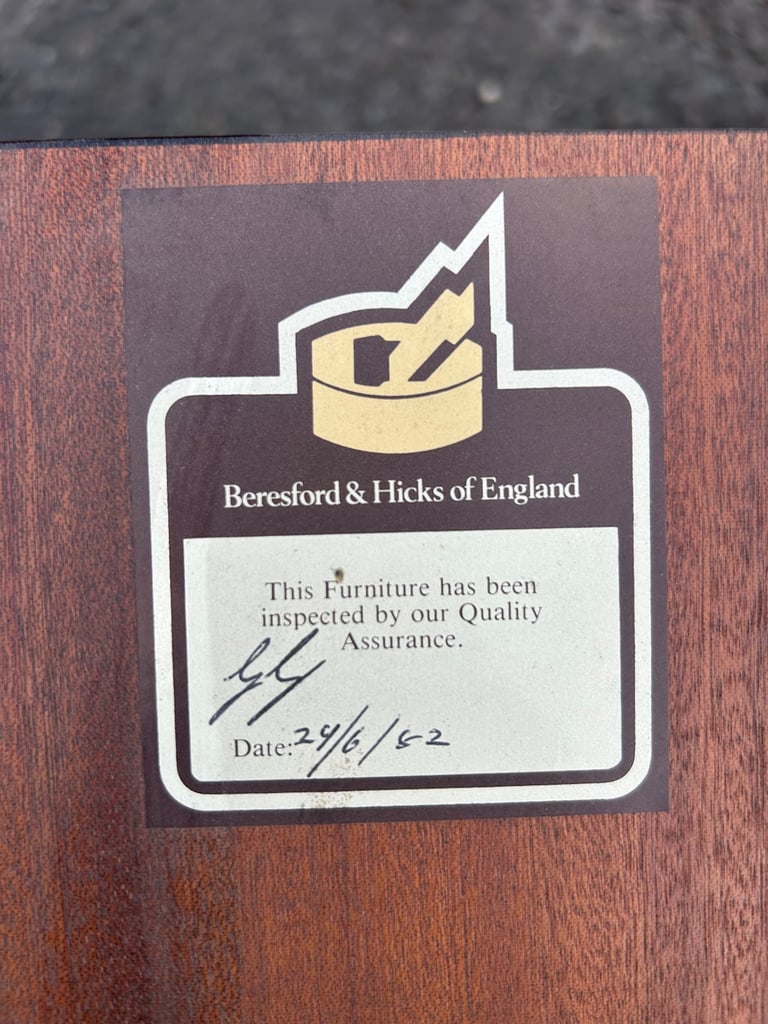 Beresford & Hicks of England
This Furniture has been
inspected by our Quality
Assurance.
Date: 24/6/82